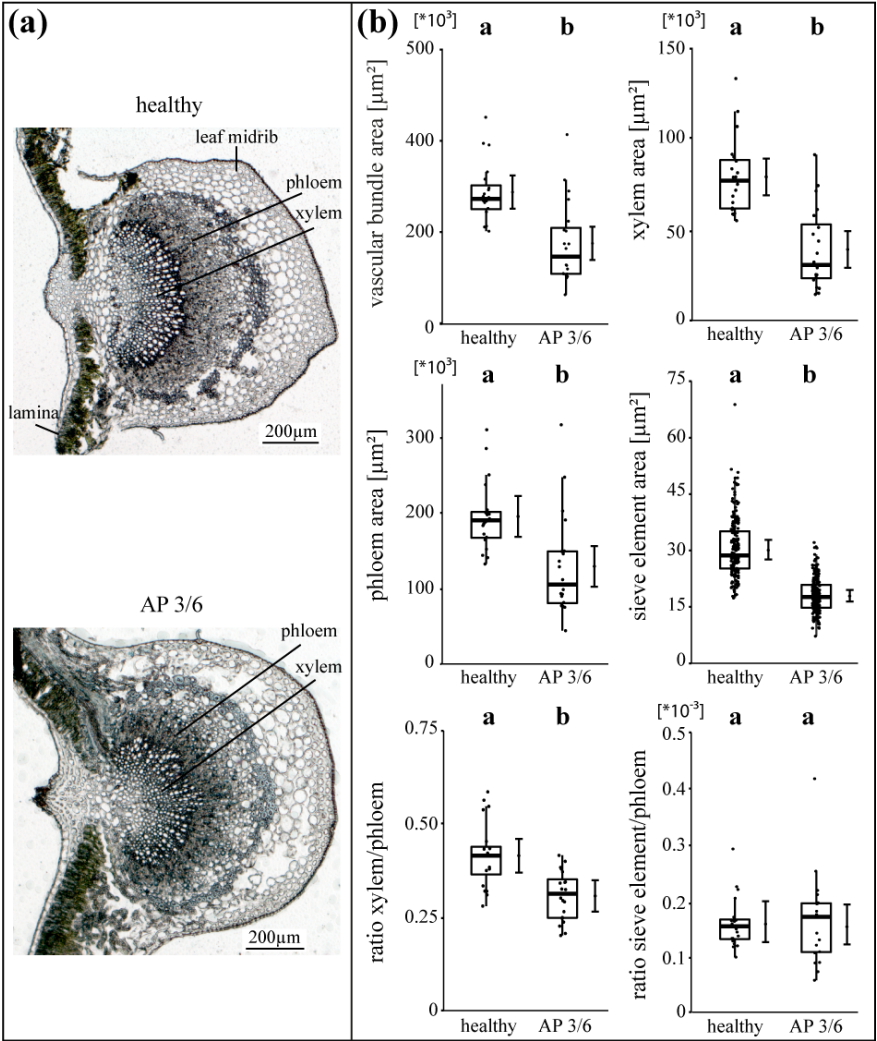 (a)
healthy
leaf midrib
phloem
xylem
lamina
200µm
AP 3/6
phloem
xylem
200µm
(b)
[*10³]
a b
vascular bundle area [µm²]
500
400
200
0
healthy AP 3/6
[*10³]
a b
xylem area [µm²]
150
100
50
0
healthy AP 3/6
[*10³]
a b
phloem area [µm²]
300
200
100
0
healthy AP 3/6
a b
sieve element area [µm²]
75
60
45
30
15
0
healthy AP 3/6
a b
ratio xylem/phloem
0.75
0.50
0.25
0
healthy AP 3/6
[*10⁻³]
a a
ratio sieve element/phloem
0.5
0.3
0.2
0.1
0
healthy AP 3/6